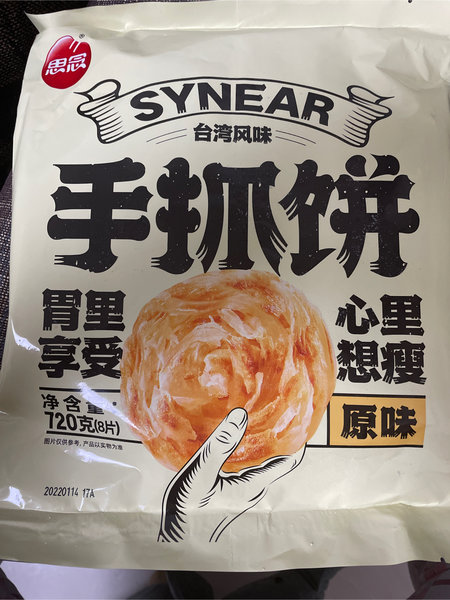 思念
®
SYNEAR
台湾风味
手抓饼
胃里
享受
心里
想瘦
净含量:
720克(8片)
图片仅供参考,产品以实物为准
原味
20220114 17A